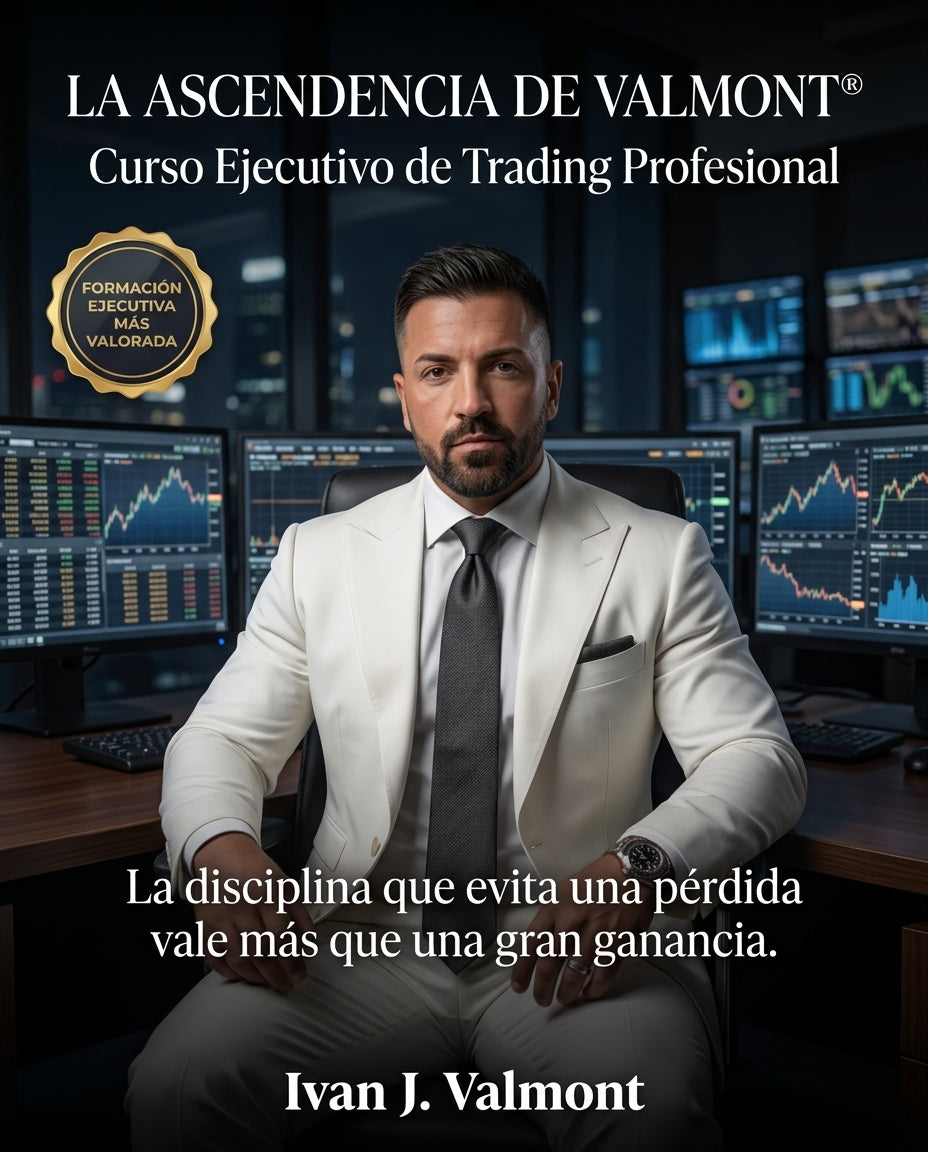 LA ASCENDENCIA DE VALMONT®
Curso Ejecutivo de Trading Profesional
FORMACIÓN
EJECUTIVA
MÁS
VALORADA
La disciplina que evita una pérdida
vale más que una gran ganancia.
Ivan J. Valmont